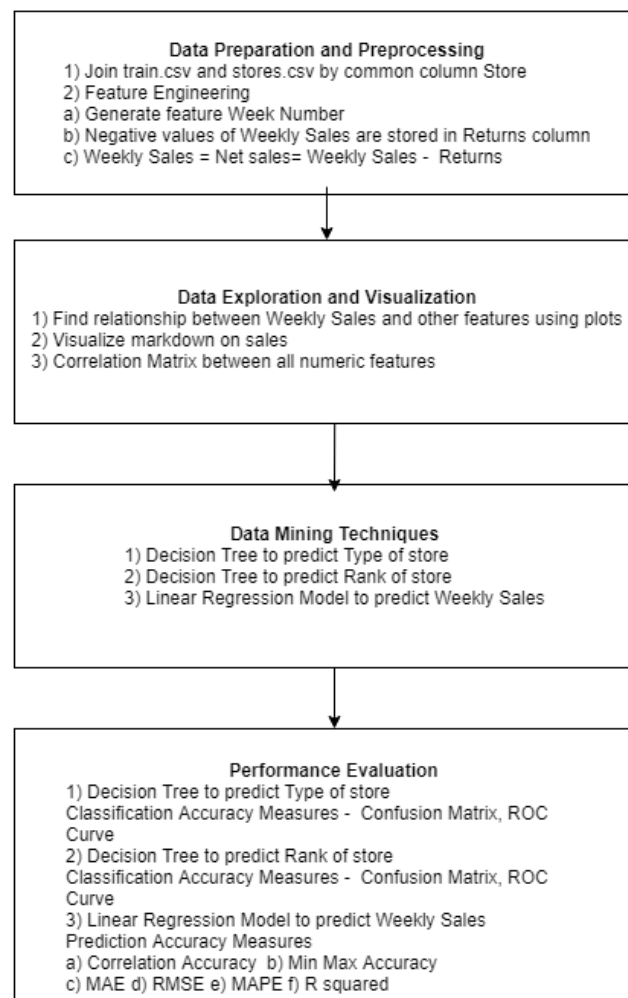 Data Preparation and Preprocessing
1) Join train.csv and stores.csv by common column Store
2) Feature Engineering
a) Generate feature Week Number
b) Negative values of Weekly Sales are stored in Returns column
c) Weekly Sales = Net sales= Weekly Sales - Returns
Data Exploration and Visualization
1) Find relationship between Weekly Sales and other features using plots
2) Visualize markdown on sales
3) Correlation Matrix between all numeric features
Data Mining Techniques
1) Decision Tree to predict Type of store
2) Decision Tree to predict Rank of store
3) Linear Regression Model to predict Weekly Sales
Performance Evaluation
1) Decision Tree to predict Type of store
Classification Accuracy Measures - Confusion Matrix, ROC
Curve
2) Decision Tree to predict Rank of store
Classification Accuracy Measures - Confusion Matrix, ROC
Curve
3) Linear Regression Model to predict Weekly Sales
Prediction Accuracy Measures
a) Correlation Accuracy b) Min Max Accuracy
c) MAE d) RMSE e) MAPE f) R squared